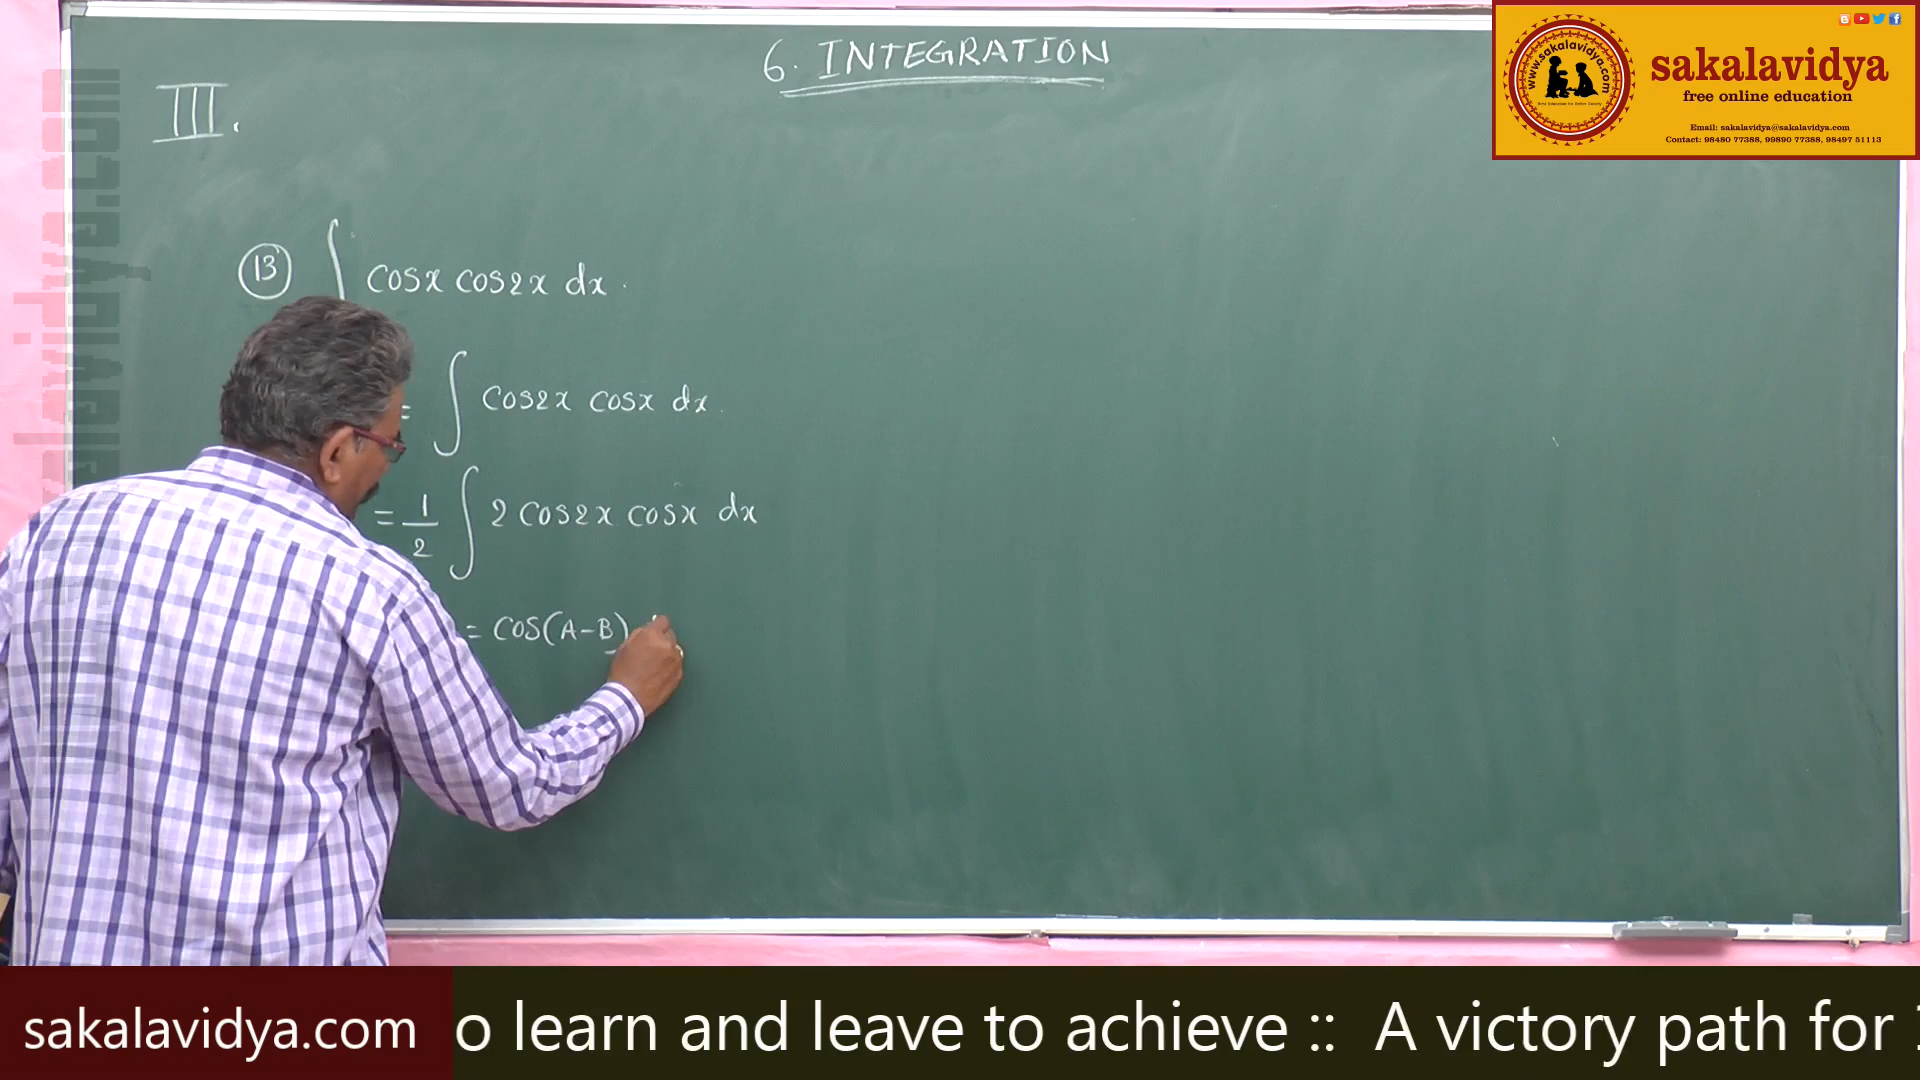 6. INTEGRATION
III.
13 ∫ cosx cos2x dx.
= ∫ cos2x cosx dx.
= 1/2 ∫ 2 cos2x cosx dx
= cos(A-B)
sakalavidya
free online education
Email: sakalavidya@sakalavidya.com
Contact: 98480 77388, 99890 77388, 98497 51113
www.sakalavidya.com
sakalavidya.com
o learn and leave to achieve :: A victory path for